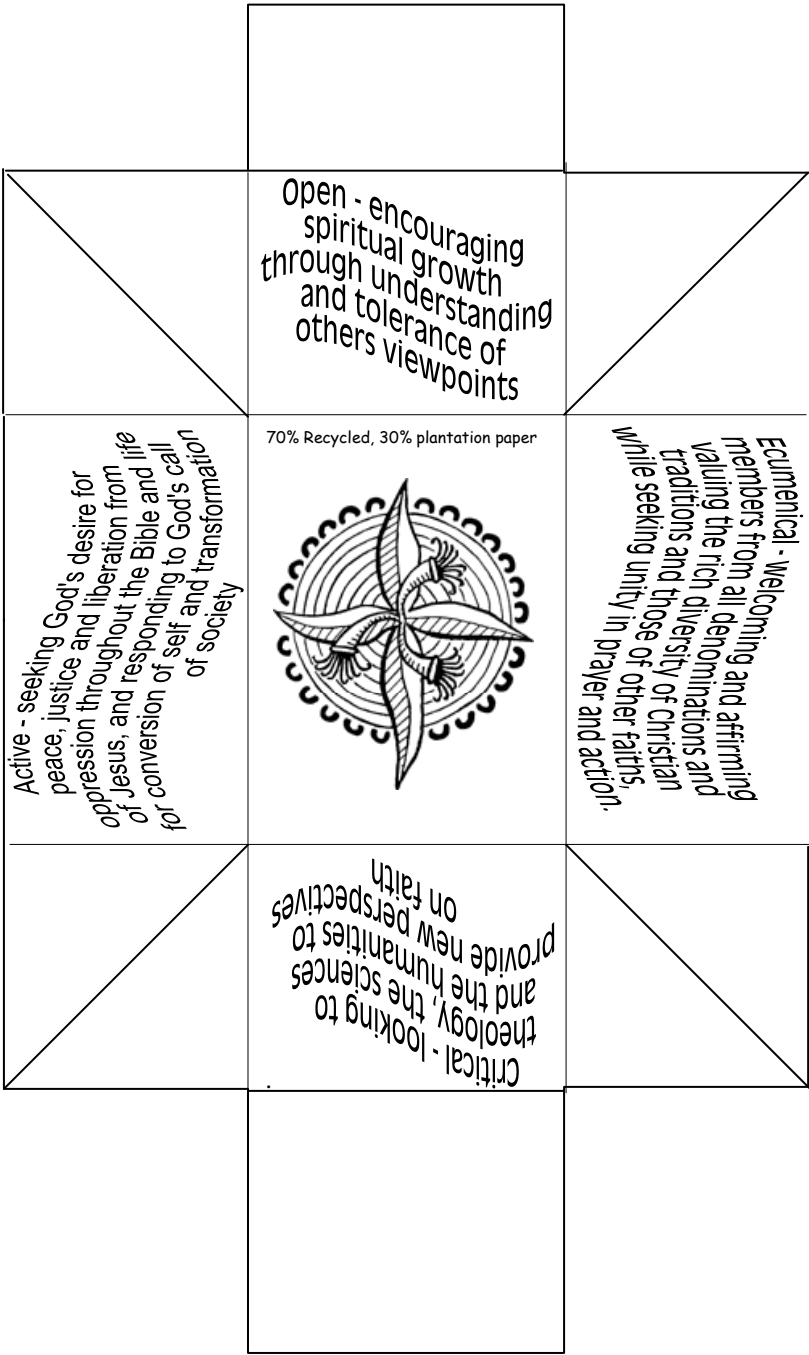 Open - encouraging
spiritual growth
through understanding
and tolerance of
others viewpoints
70% Recycled, 30% plantation paper
Active - seeking God's desire for
peace, justice and liberation from
oppression throughout the Bible and life
of Jesus, and responding to God's call
for conversion of self and transformation
of society
Ecumenical - welcoming and affirming
members from all denominations and
valuing the rich diversity of Christian
traditions and those of other faiths,
while seeking unity in prayer and action.
Critical - looking to
theology, the sciences
and the humanities to
provide new perspectives
on faith